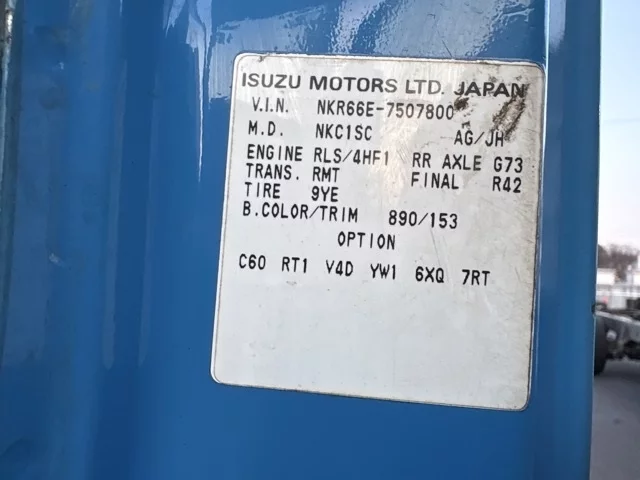 ISUZU MOTORS LTD. JAPAN
V.I.N. NKR66E-7507800
M.D. NKC1SC AG/JH
ENGINE RLS/4HF1 RR AXLE G73
TRANS. RMT FINAL R42
TIRE 9YE
B.COLOR/TRIM 890/153
OPTION
C60 RT1 V4D YW1 6XQ 7RT